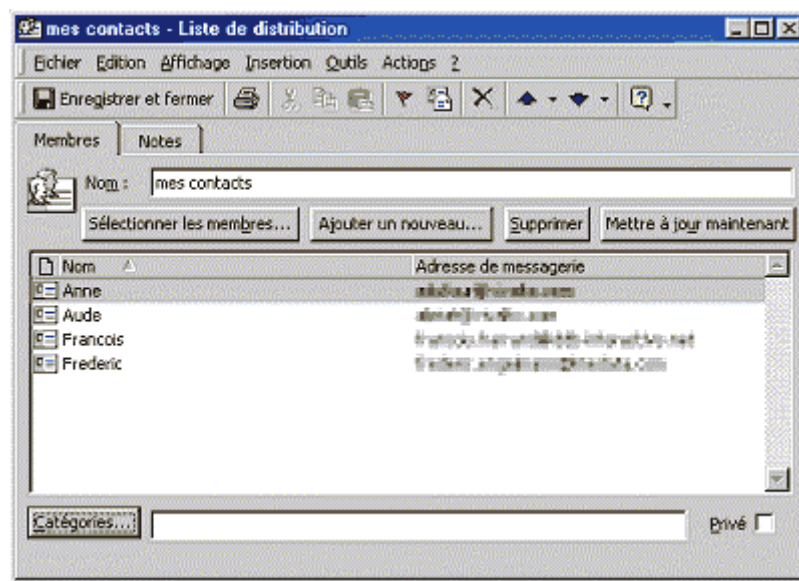 mes contacts - Liste de distribution
Fichier Edition Affichage Insertion Outils Actions ?
Enregistrer et fermer
Membres Notes
Nom : mes contacts
Sélectionner les membres... Ajouter un nouveau... Supprimer Mettre à jour maintenant
Nom Adresse de messagerie
Anne
Aude
Francois
Frederic
Catégories... Privé